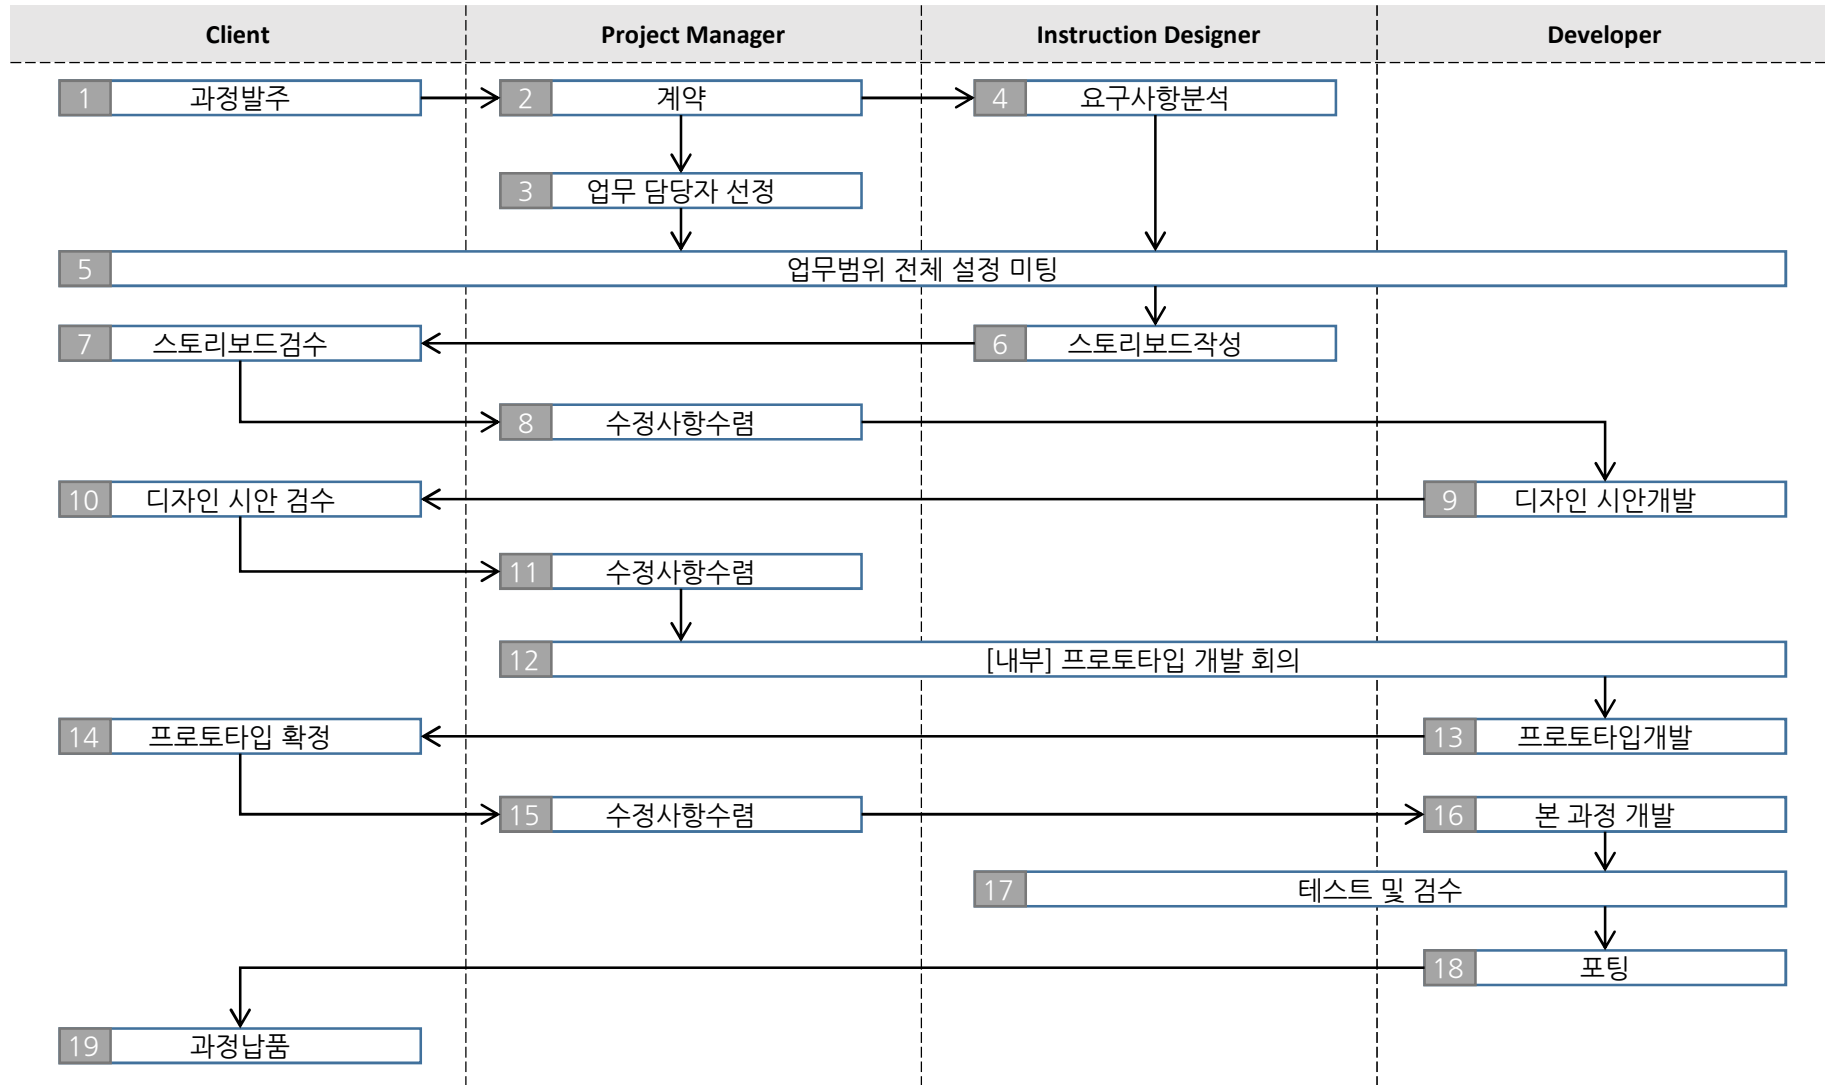 Client Project Manager Instruction Designer Developer
1 과정발주 2 계약 4 요구사항분석
3 업무 담당자 선정
5 업무범위 전체 설정 미팅
7 스토리보드검수 6 스토리보드작성
8 수정사항수렴
10 디자인 시안 검수 9 디자인 시안개발
11 수정사항수렴
12 [내부] 프로토타입 개발 회의
14 프로토타입 확정 13 프로토타입개발
15 수정사항수렴 16 본 과정 개발
17 테스트 및 검수
18 포팅
19 과정납품